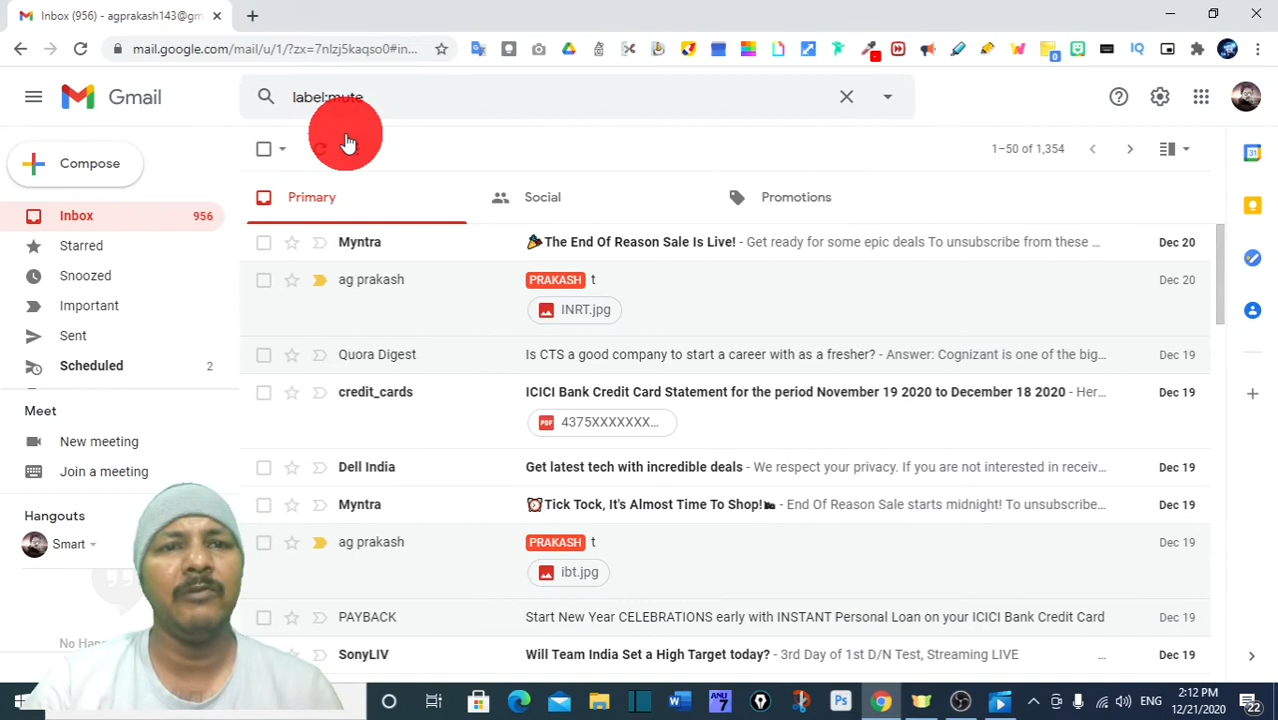 Inbox (956) - agprakash143@gm
mail.google.com/mail/u/1/?zx=7nlzj5kaqso0#in...
Gmail
label:mute
Compose
1–50 of 1,354
Inbox 956
Starred
Snoozed
Important
Sent
Scheduled 2
Meet
New meeting
Join a meeting
Hangouts
Smart
No Han
Primary Social Promotions
Myntra 🎉The End Of Reason Sale Is Live! - Get ready for some epic deals To unsubscribe from these ... Dec 20
ag prakash PRAKASH t Dec 20
INRT.jpg
Quora Digest Is CTS a good company to start a career with as a fresher? - Answer: Cognizant is one of the big... Dec 19
credit_cards ICICI Bank Credit Card Statement for the period November 19 2020 to December 18 2020 - Her... Dec 19
PDF 4375XXXXXXX...
Dell India Get latest tech with incredible deals - We respect your privacy. If you are not interested in receiv... Dec 19
Myntra ⏰Tick Tock, It's Almost Time To Shop! - End Of Reason Sale starts midnight! To unsubscribe... Dec 19
ag prakash PRAKASH t Dec 19
ibt.jpg
PAYBACK Start New Year CELEBRATIONS early with INSTANT Personal Loan on your ICICI Bank Credit Card Dec 19
SonyLIV Will Team India Set a High Target today? - 3rd Day of 1st D/N Test, Streaming LIVE ... Dec 19
ENG
2:12 PM
12/21/2020
22